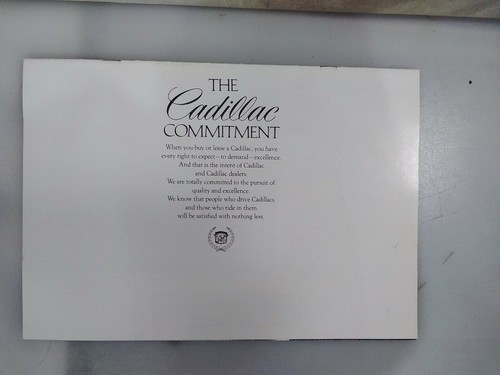 THE
Cadillac
COMMITMENT
When you buy or lease a Cadillac, you have
every right to expect—to demand—excellence.
And that is the intent of Cadillac
and Cadillac dealers.
We are totally committed to the pursuit of
quality and excellence.
We know that people who drive Cadillacs
and those who ride in them
will be satisfied with nothing less.